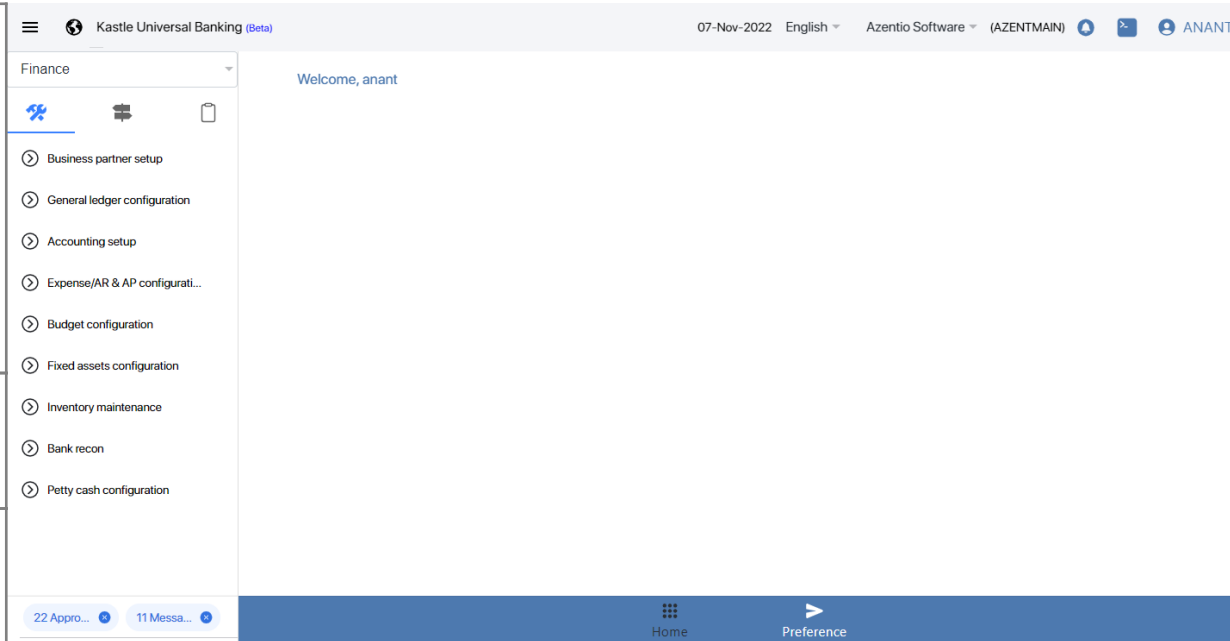 Kastle Universal Banking (Beta)
07-Nov-2022 English Azentio Software (AZENTMAIN) ANANT
Finance
Welcome, anant
Business partner setup
General ledger configuration
Accounting setup
Expense/AR & AP configurati...
Budget configuration
Fixed assets configuration
Inventory maintenance
Bank recon
Petty cash configuration
22 Appro... 11 Messa...
Home Preference